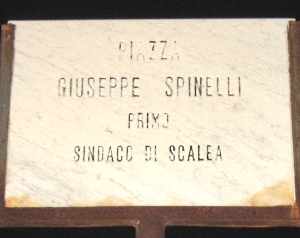 PIAZZA
GIUSEPPE SPINELLI
PRIMO
SINDACO DI SCALEA